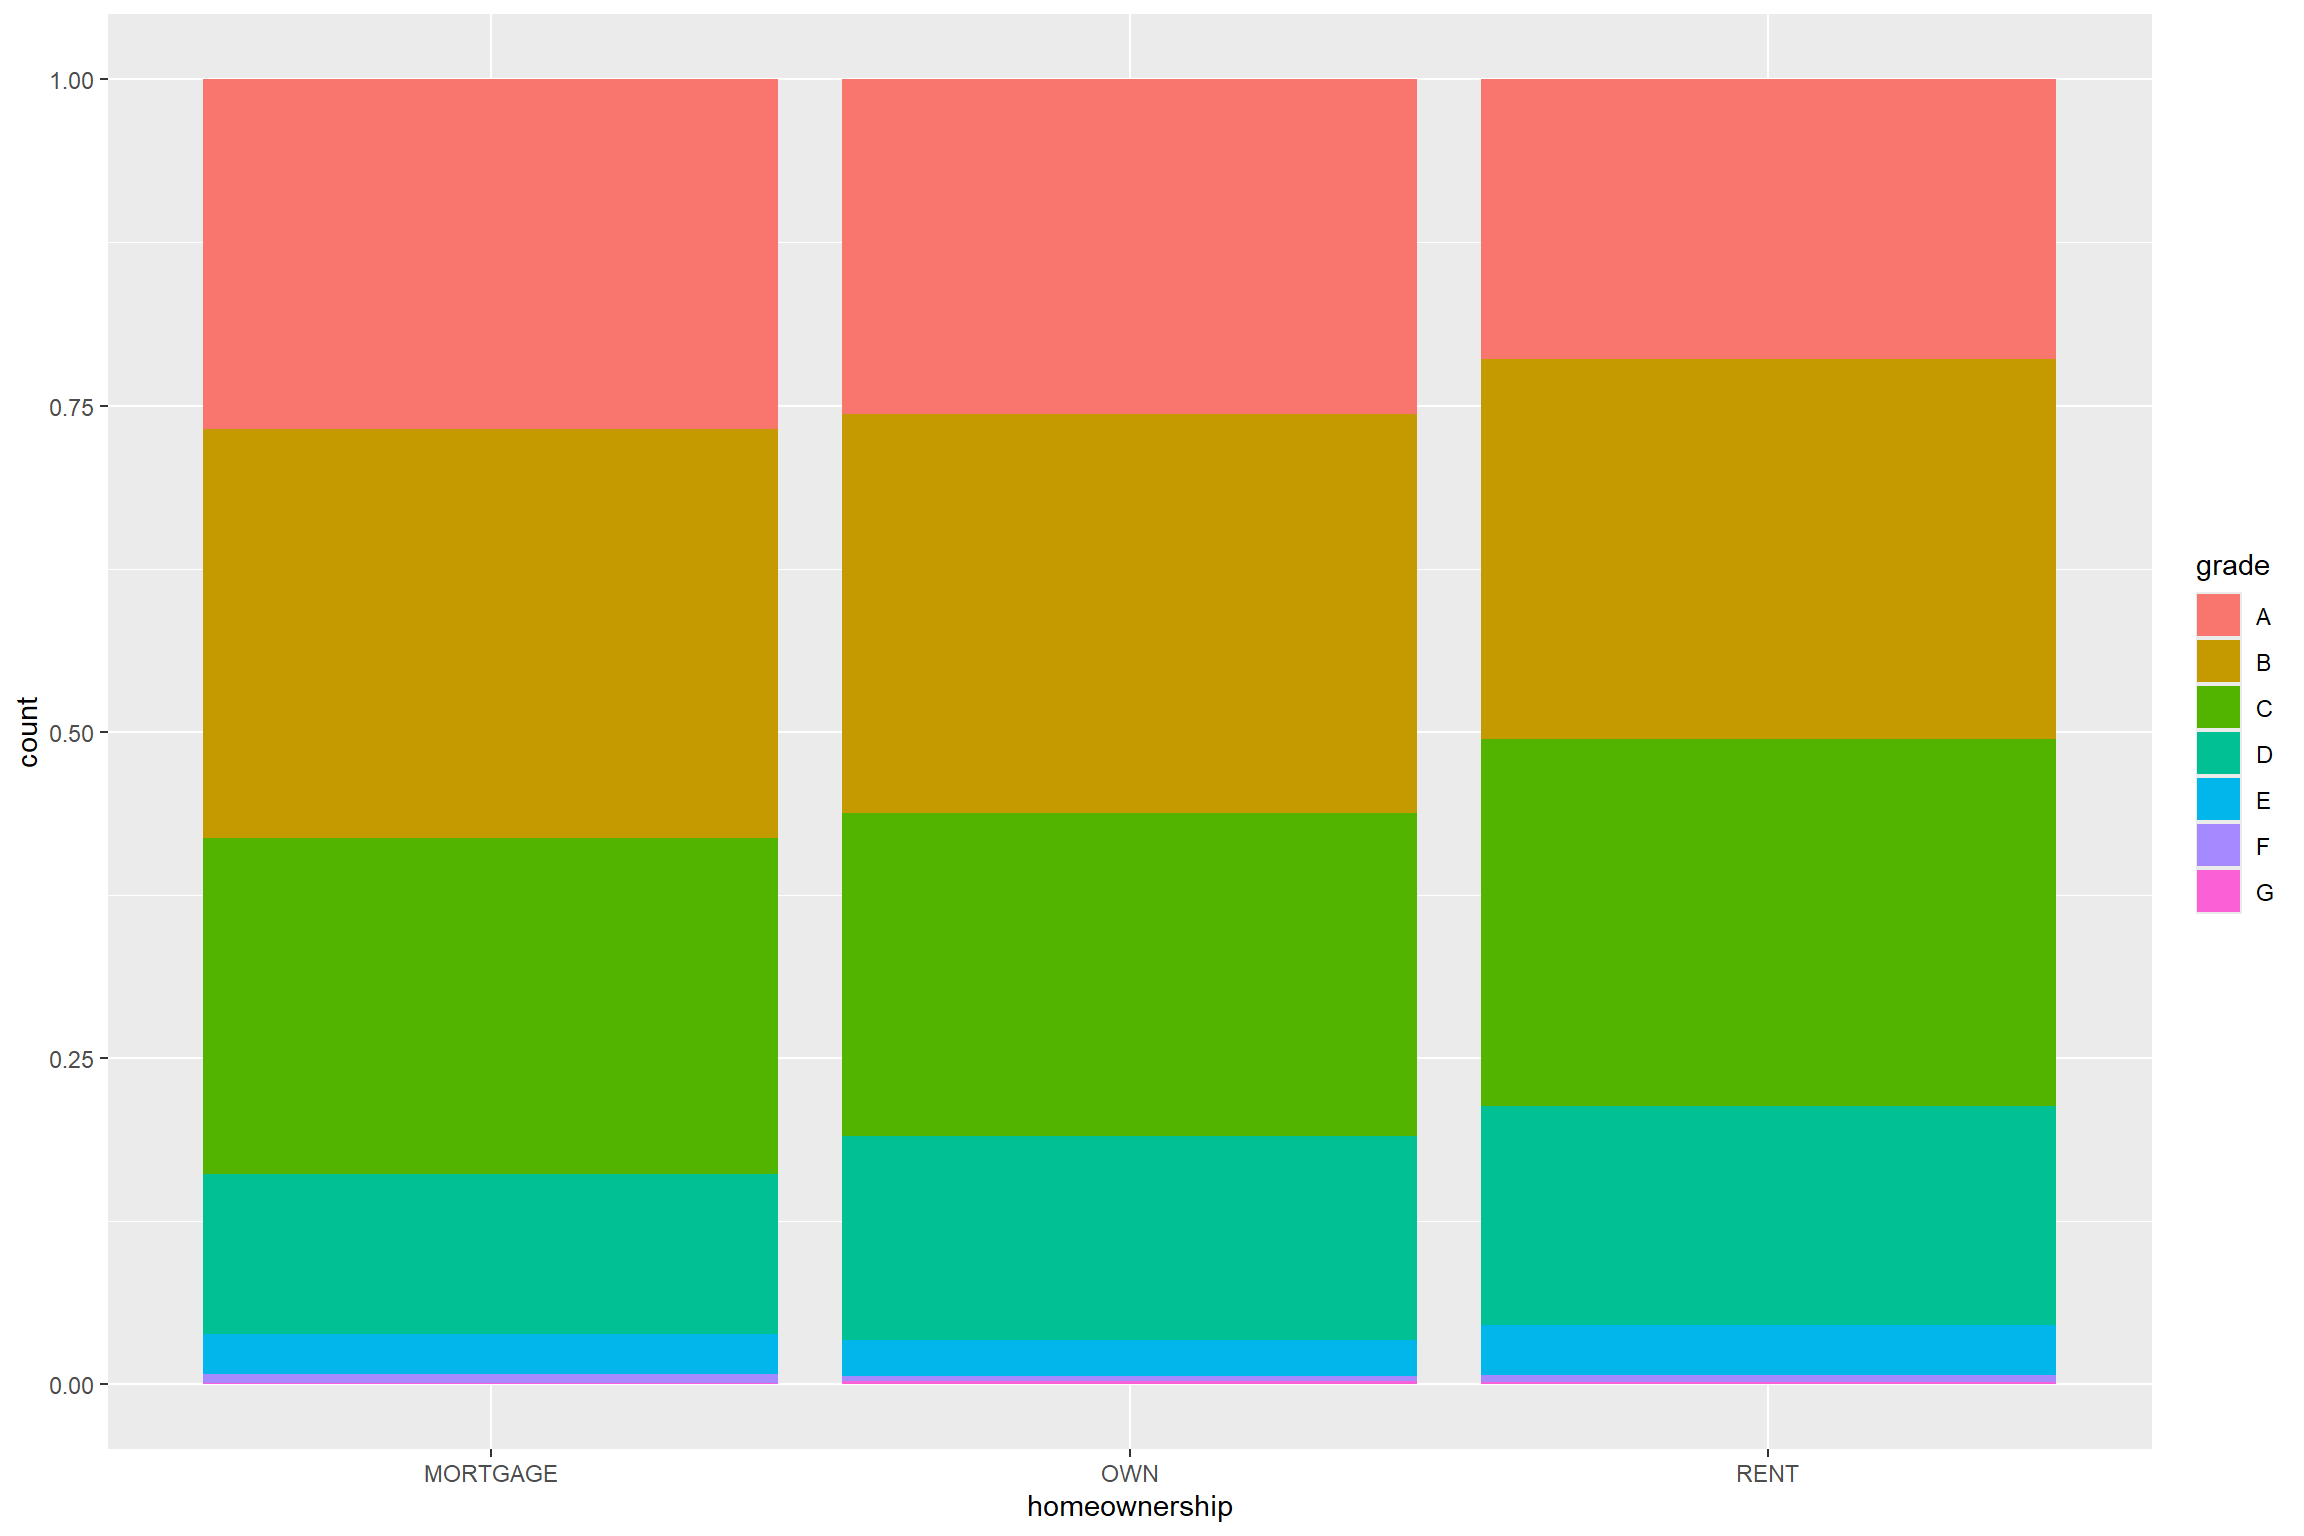 1.00
0.75
0.50
0.25
0.00
count
MORTGAGE
OWN
RENT
homeownership
grade
A
B
C
D
E
F
G